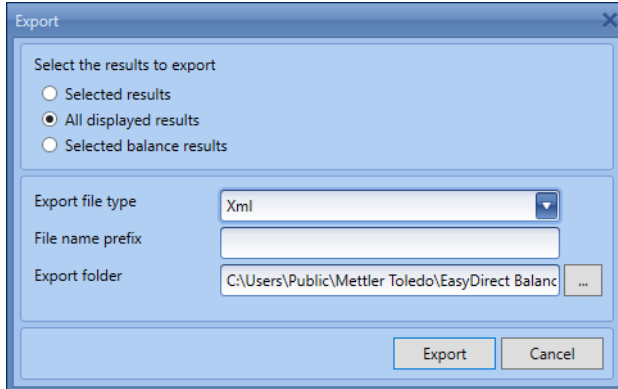 Export
Select the results to export
Selected results
All displayed results
Selected balance results
Export file type
Xml
File name prefix
Export folder
C:\Users\Public\Mettler Toledo\EasyDirect Balanc
...
Export Cancel